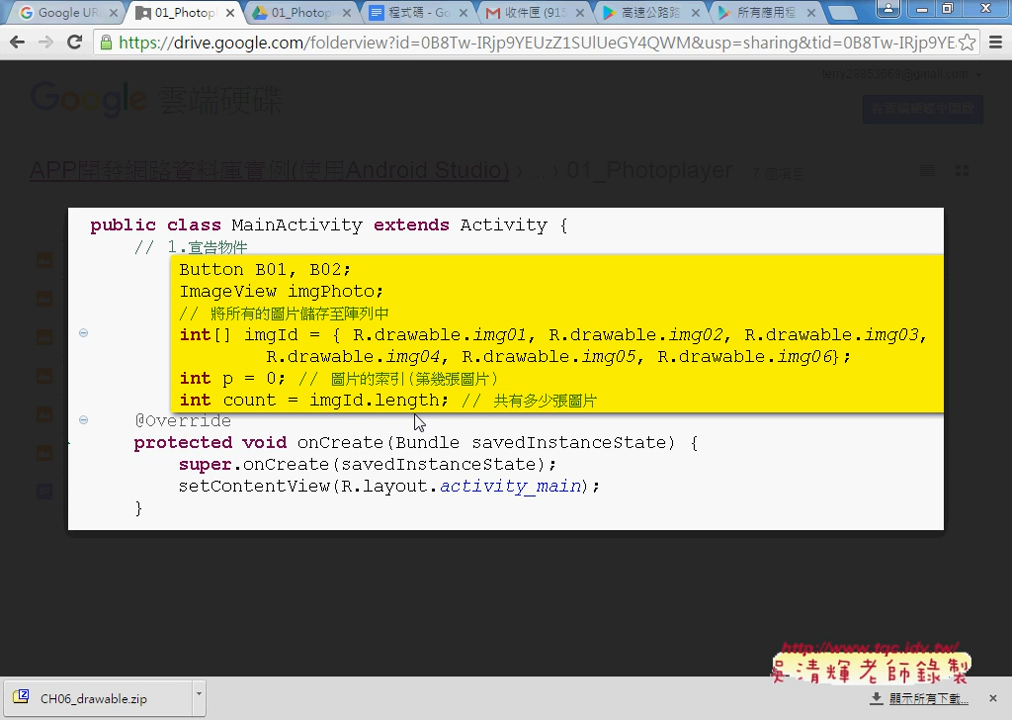 Google UR
01_Photop
01_Photop
程式碼 - Go
收件匣 (915
高速公路路
所有應用程
https://drive.google.com/folderview?id=0B8Tw-IRjp9YEUzZ1SUlUeGY4QWM&usp=sharing&tid=0B8Tw-IRjp9YE
Google 雲端硬碟
APP開發網路資料庫實例(使用Android Studio) › ... › 01_Photoplayer
public class MainActivity extends Activity {
// 1.宣告物件
Button B01, B02;
ImageView imgPhoto;
// 將所有的圖片儲存至陣列中
int[] imgId = { R.drawable.img01, R.drawable.img02, R.drawable.img03,
R.drawable.img04, R.drawable.img05, R.drawable.img06};
int p = 0; // 圖片的索引(第幾張圖片)
int count = imgId.length; // 共有多少張圖片
@Override
protected void onCreate(Bundle savedInstanceState) {
super.onCreate(savedInstanceState);
setContentView(R.layout.activity_main);
}
http://www.tqc.idv.tw/
吳清輝老師錄製
CH06_drawable.zip
顯示所有下載...